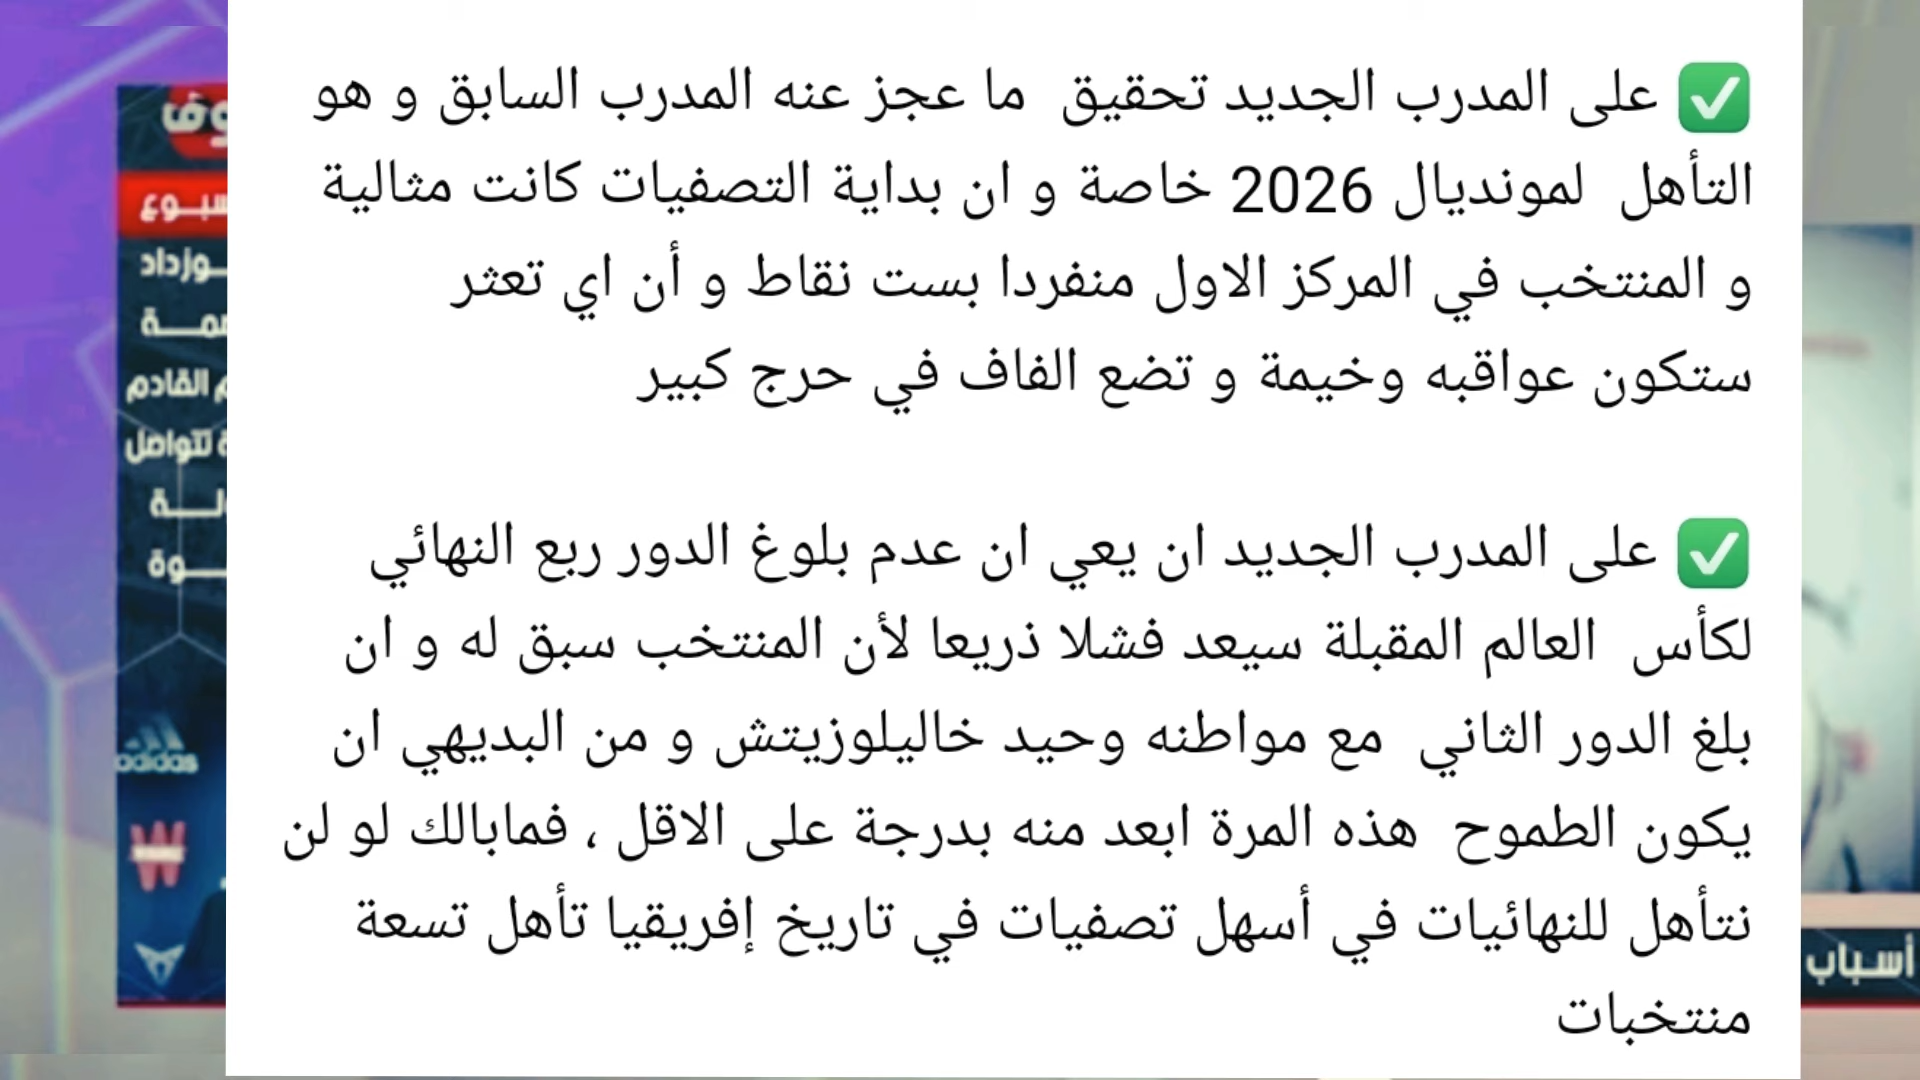 ✅ على المدرب الجديد تحقيق ما عجز عنه المدرب السابق و هو
التأهل لمونديال 2026 خاصة و ان بداية التصفيات كانت مثالية
و المنتخب في المركز الاول منفردا بست نقاط و أن اي تعثر
ستكون عواقبه وخيمة و تضع الفاف في حرج كبير
✅ على المدرب الجديد ان يعي ان عدم بلوغ الدور ربع النهائي
لكأس العالم المقبلة سيعد فشلا ذريعا لأن المنتخب سبق له و ان
بلغ الدور الثاني مع مواطنه وحيد خاليلوزيتش و من البديهي ان
يكون الطموح هذه المرة ابعد منه بدرجة على الاقل ، فمابالك لو لن
نتأهل للنهائيات في أسهل تصفيات في تاريخ إفريقيا تأهل تسعة
منتخبات
القادم
تتواصل
adidas
أسباب